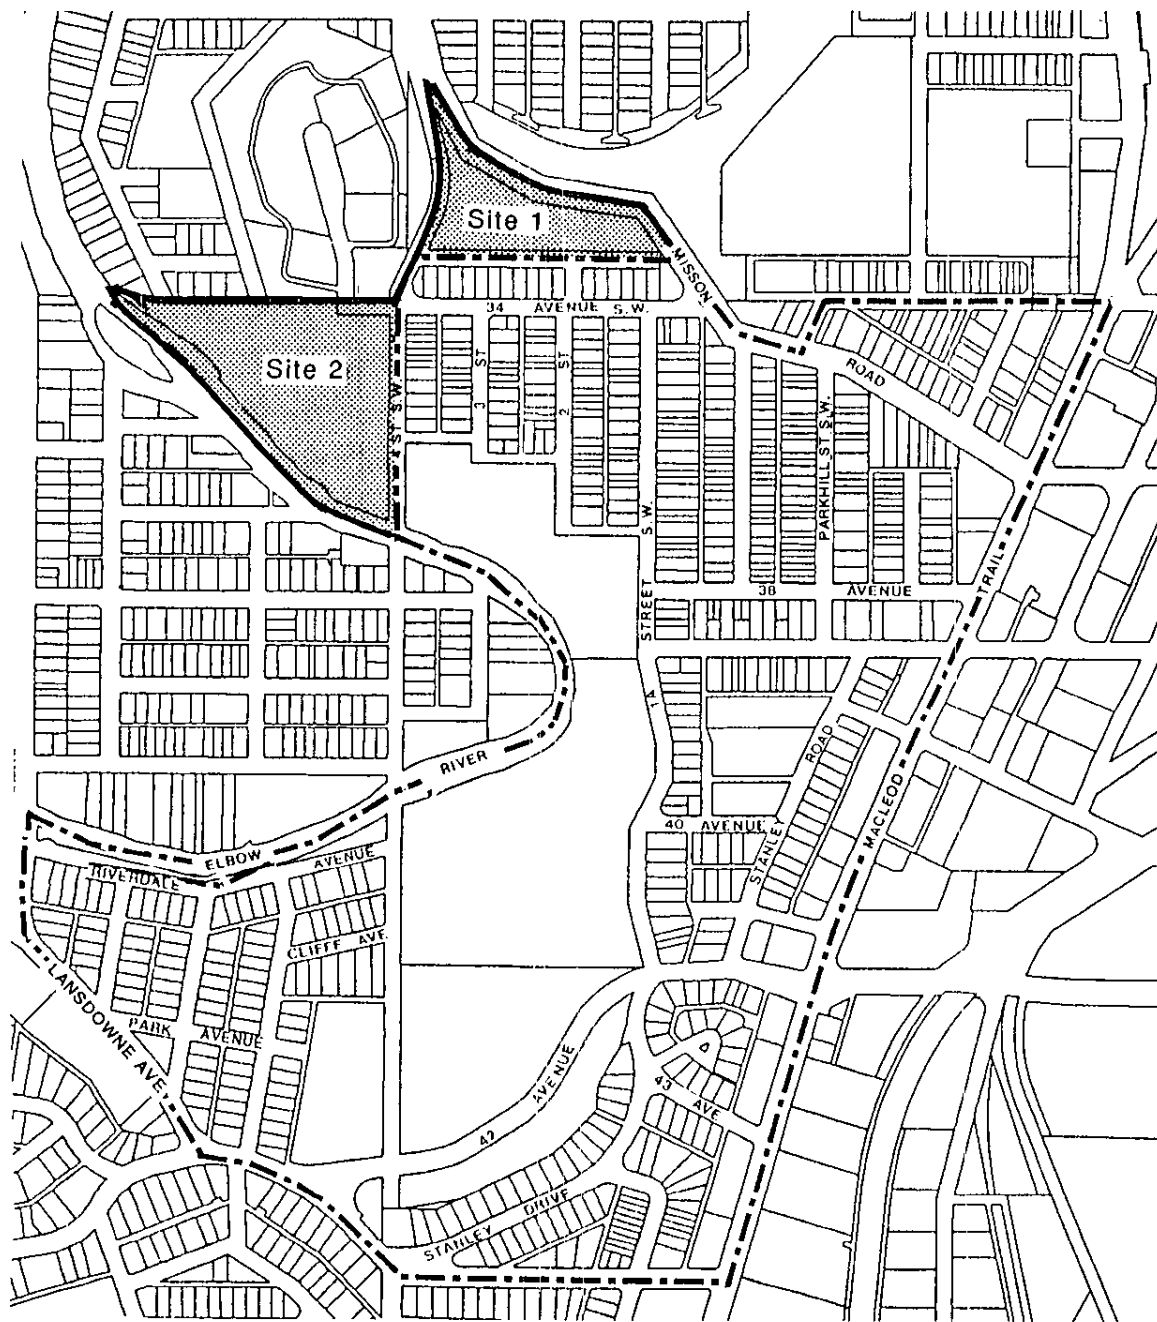 Site 1
MISSON
34 AVENUE S.W.
Site 2
ROAD
3 ST
2 ST
4 ST S.W.
PARKHILL ST S.W.
STREET S.W.
38 AVENUE
TRAIL
1A
ROAD
RIVER
MACLEOD
40 AVENUE
STANLEY
ELBOW
AVENUE
RIVERDALE
CLIFF AVE
LANSDOWNE AVE
PARK AVENUE
AVENUE
43 AVE
42
STANLEY DRIVE